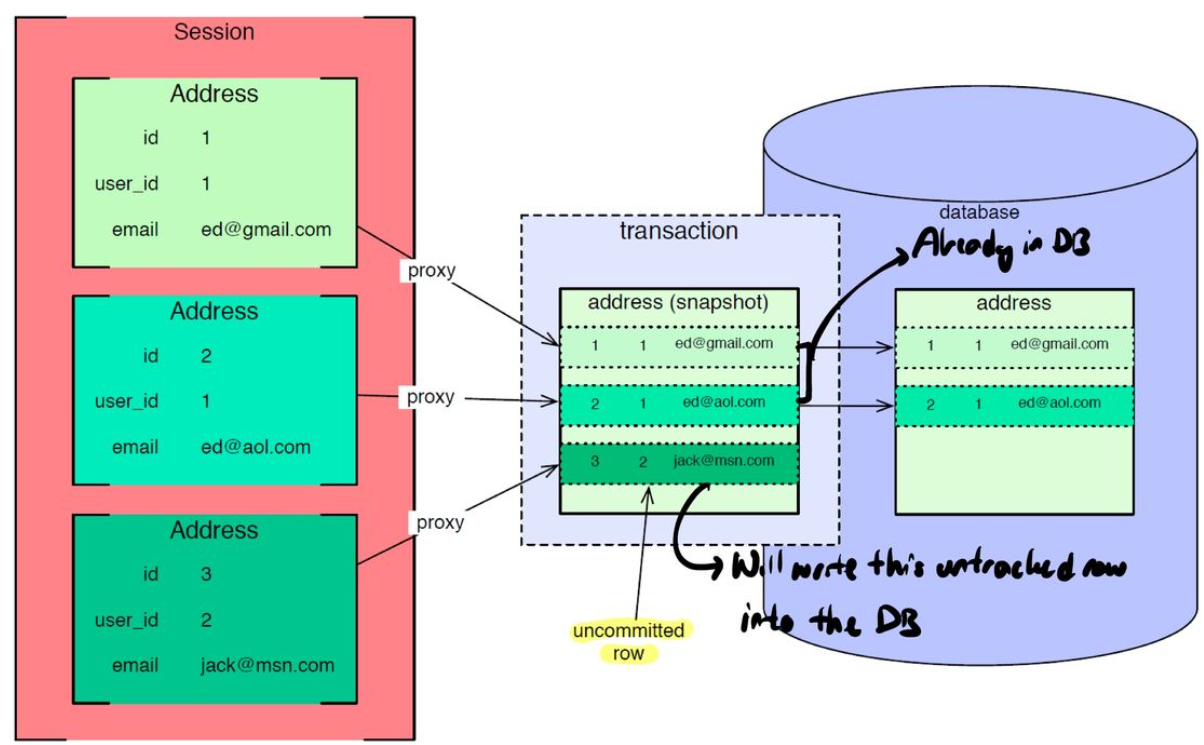 Session
Address
id 1
user_id 1
email ed@gmail.com
Address
id 2
user_id 1
email ed@aol.com
Address
id 3
user_id 2
email jack@msn.com
proxy
proxy
proxy
transaction
address (snapshot)
1 1 ed@gmail.com
2 1 ed@aol.com
3 2 jack@msn.com
uncommitted
row
database
Already in DB
address
1 1 ed@gmail.com
2 1 ed@aol.com
Will write this untracked row
into the DB